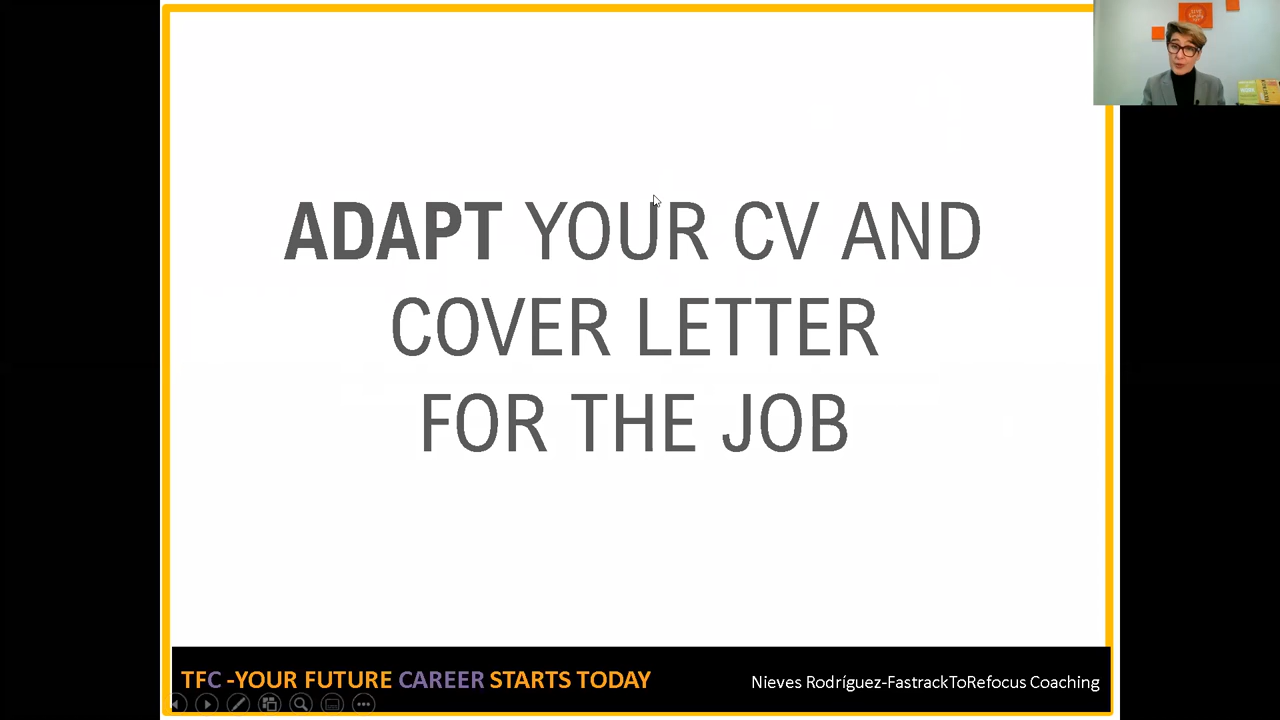 ADAPT YOUR CV AND
COVER LETTER
FOR THE JOB
TFC -YOUR FUTURE CAREER STARTS TODAY
Nieves Rodríguez-FastrackToRefocus Coaching